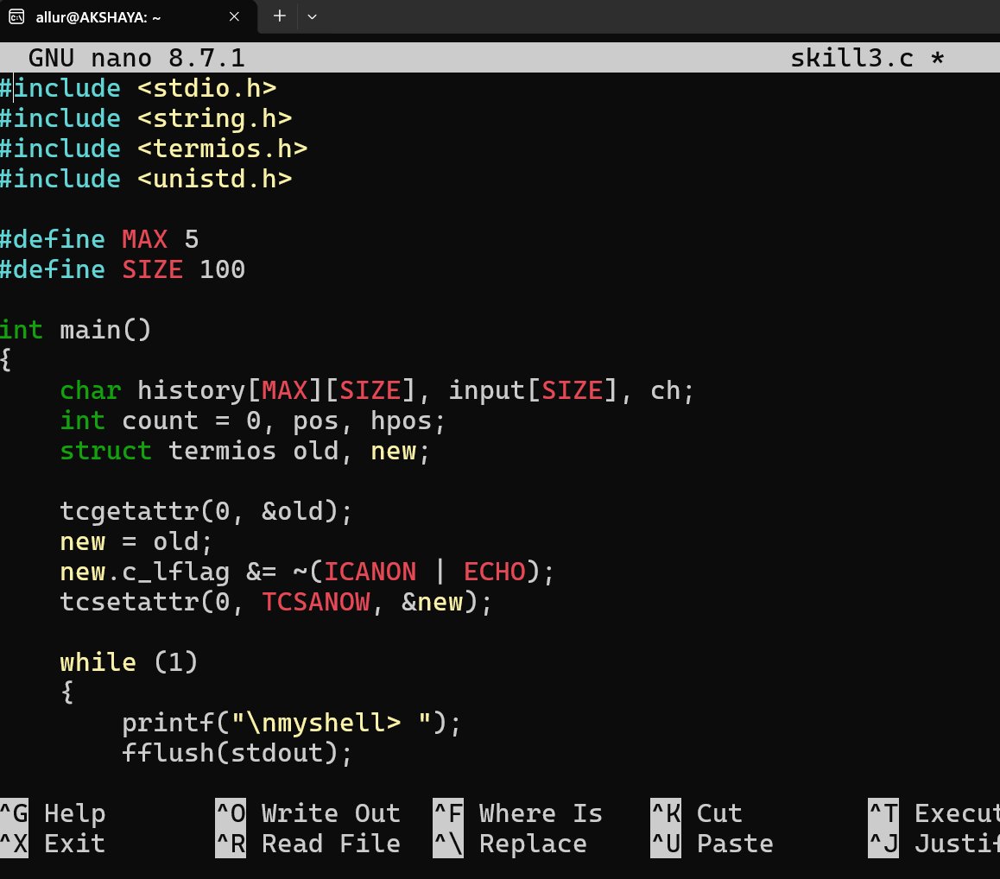 allur@AKSHAYA: ~
GNU nano 8.7.1 skill3.c *
#include <stdio.h>
#include <string.h>
#include <termios.h>
#include <unistd.h>
#define MAX 5
#define SIZE 100
int main()
{
    char history[MAX][SIZE], input[SIZE], ch;
    int count = 0, pos, hpos;
    struct termios old, new;
    tcgetattr(0, &old);
    new = old;
    new.c_lflag &= ~(ICANON | ECHO);
    tcsetattr(0, TCSANOW, &new);
    while (1)
    {
        printf("\nmyshell> ");
        fflush(stdout);
^G Help ^O Write Out ^F Where Is ^K Cut ^T Execut
^X Exit ^R Read File ^\ Replace ^U Paste ^J Justif